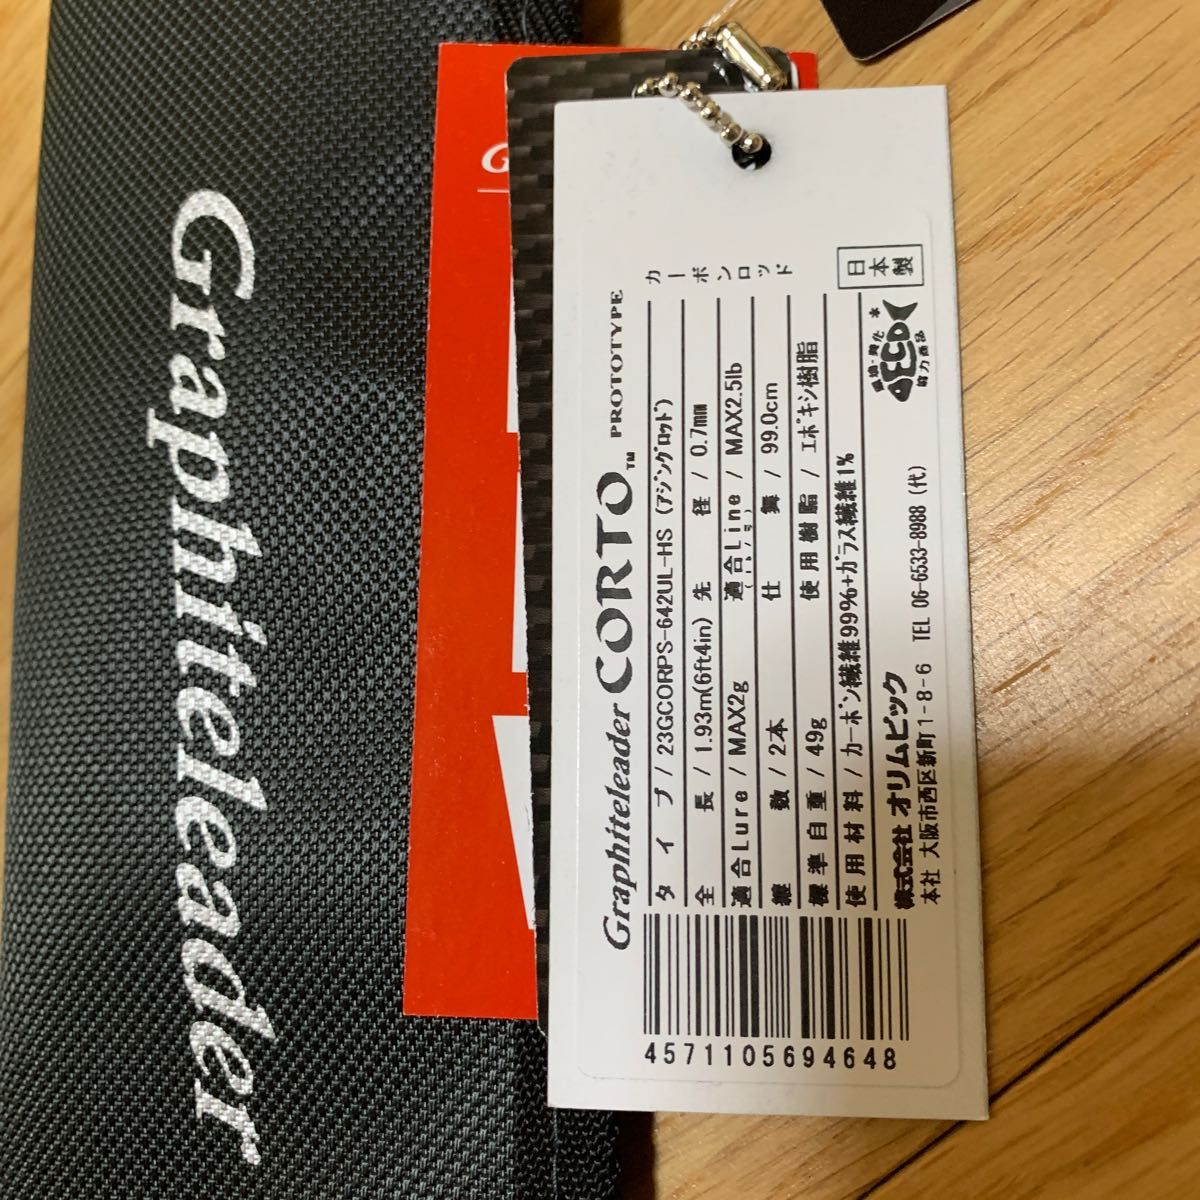 Graphiteleader
G
Graphiteleader CORTO™ PROTOTYPE
カーボンロッド
タイプ / 23GCORPS-642UL-HS (ｱｼﾞﾝｸﾞﾛｯﾄﾞ)
全長 / 1.93m(6ft4in) 先径 / 0.7mm
適合Lure / MAX2g 適合Line / MAX2.5lb
継数 / 2本 仕舞 / 99.0cm
標準自重 / 49g 使用樹脂 / ｴﾎﾟｷｼ樹脂
使用材料 / ｶｰﾎﾞﾝ繊維99%+ｶﾞﾗｽ繊維1%
日本製
株式会社 オリムピック
本社 大阪市西区新町1-8-6 TEL 06-6533-8988 (代)
ECO
4571105694648